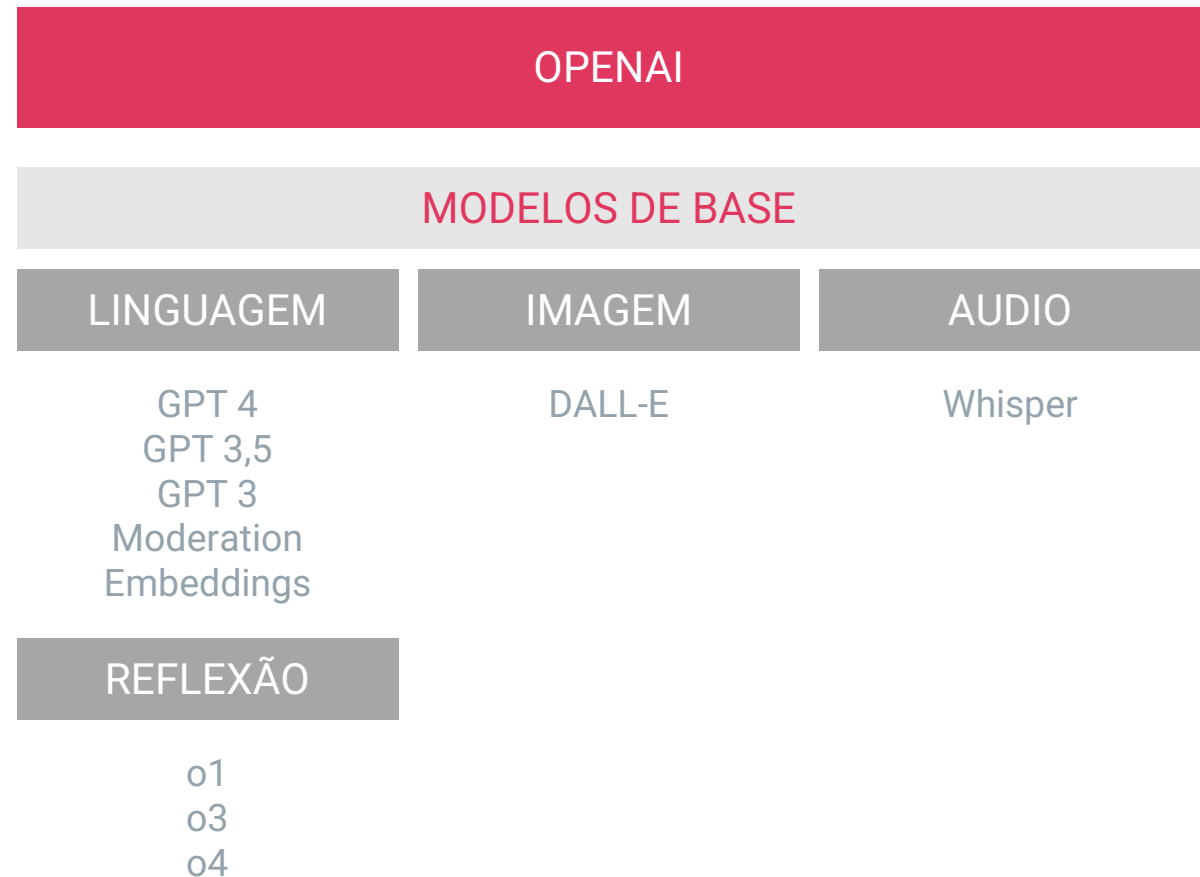 OPENAI
MODELOS DE BASE
LINGUAGEM
GPT 4
GPT 3,5
GPT 3
Moderation
Embeddings
REFLEXÃO
o1
o3
o4
IMAGEM
DALL-E
AUDIO
Whisper